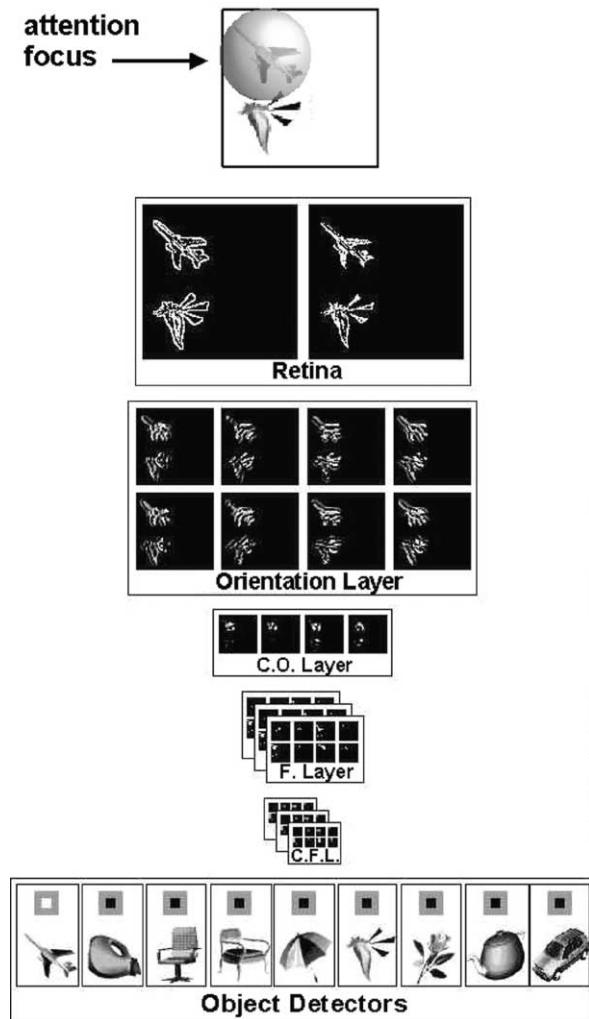 attention
focus
Retina
Orientation Layer
C.O. Layer
F. Layer
C.F.L.
Object Detectors